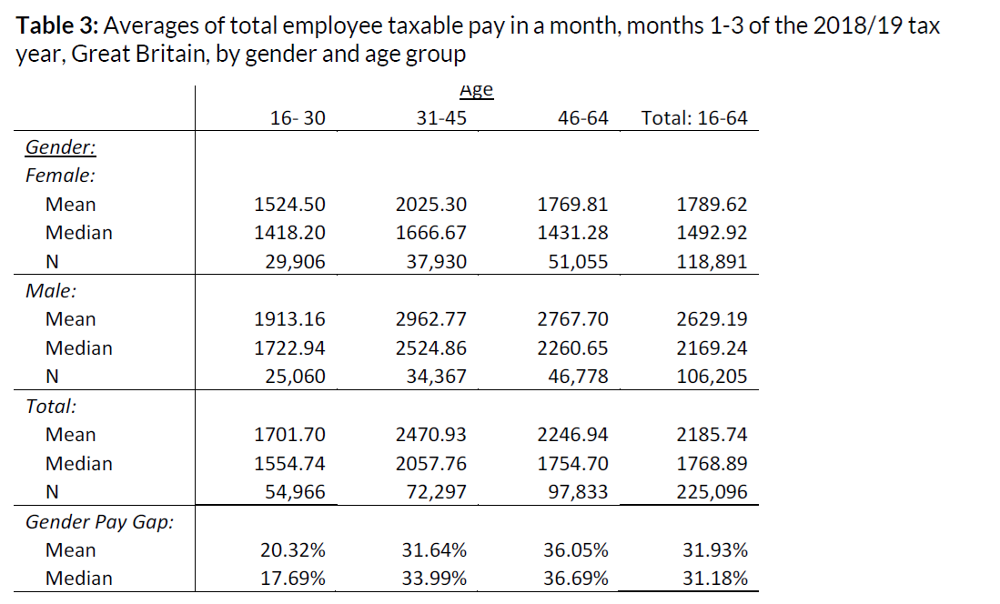 Table 3: Averages of total employee taxable pay in a month, months 1-3 of the 2018/19 tax
year, Great Britain, by gender and age group
Age
16- 30 31-45 46-64 Total: 16-64
Gender:
Female:
Mean 1524.50 2025.30 1769.81 1789.62
Median 1418.20 1666.67 1431.28 1492.92
N 29,906 37,930 51,055 118,891
Male:
Mean 1913.16 2962.77 2767.70 2629.19
Median 1722.94 2524.86 2260.65 2169.24
N 25,060 34,367 46,778 106,205
Total:
Mean 1701.70 2470.93 2246.94 2185.74
Median 1554.74 2057.76 1754.70 1768.89
N 54,966 72,297 97,833 225,096
Gender Pay Gap:
Mean 20.32% 31.64% 36.05% 31.93%
Median 17.69% 33.99% 36.69% 31.18%